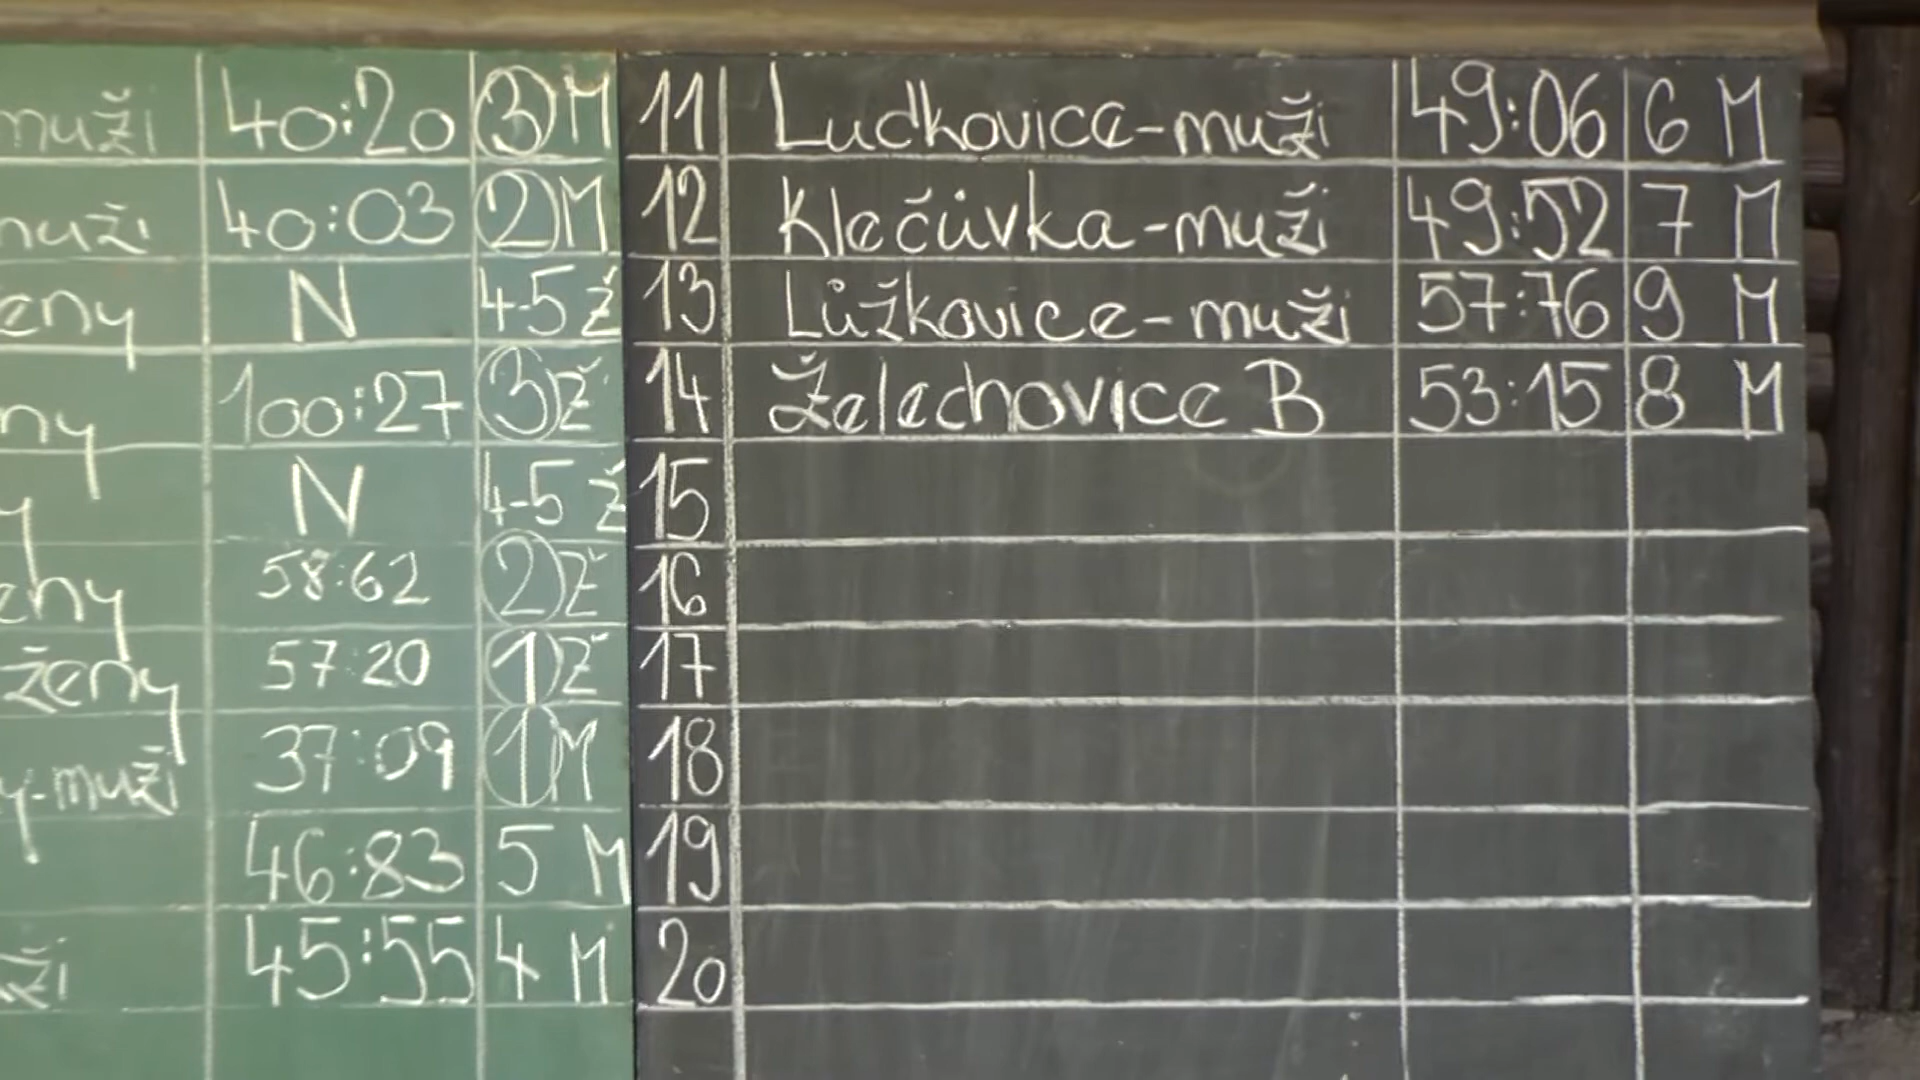 muži 40:20 3 M
muži 40:03 2 M
ženy N 4-5 Ž
ny 100:27 3 Ž
y N 4-5 Ž
eny 58:62 2 Ž
ženy 57:20 1 Ž
y-muži 37:09 1 M
46:83 5 M
uži 45:55 4 M
11 Ludkovice-muži 49:06 6 M
12 Klečůvka-muži 49:52 7 M
13 Lůžkovice-muži 57:76 9 M
14 Želechovice B 53:15 8 M
15
16
17
18
19
20